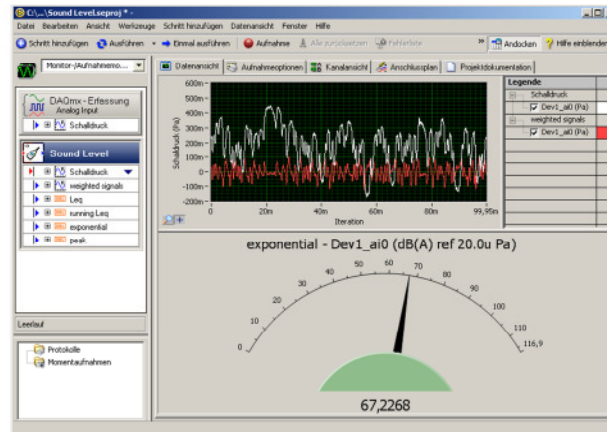 C:\...\Sound Level.seproj * -
Datei Bearbeiten Ansicht Werkzeuge Schritt hinzufügen Datenansicht Fenster Hilfe
Schritt hinzufügen Ausführen Einmal ausführen Aufnahme Alle zurücksetzen Fehlerliste » Andocken Hilfe einblenden
Monitor-/Aufnahmemo...
Datenansicht Aufnahmeoptionen Kanalansicht Anschlussplan Projektdokumentation
DAQmx - Erfassung
Analog Input
Schalldruck
Sound Level
Schalldruck
weighted signals
Leq
running Leq
exponential
peak
Leerlauf
Protokolle
Momentaufnahmen
Schalldruck (Pa)
600m
500m
400m
300m
200m
100m
0
-100m
-200m
0 20m 40m 60m 80m 99,95m
Iteration
Legende
Schalldruck
Dev1_ai0 (Pa)
weighted signals
Dev1_ai0 (Pa)
exponential - Dev1_ai0 (dB(A) ref 20.0u Pa)
0 10 20 30 40 50 60 70 80 90 100 110 116,9
67,2268